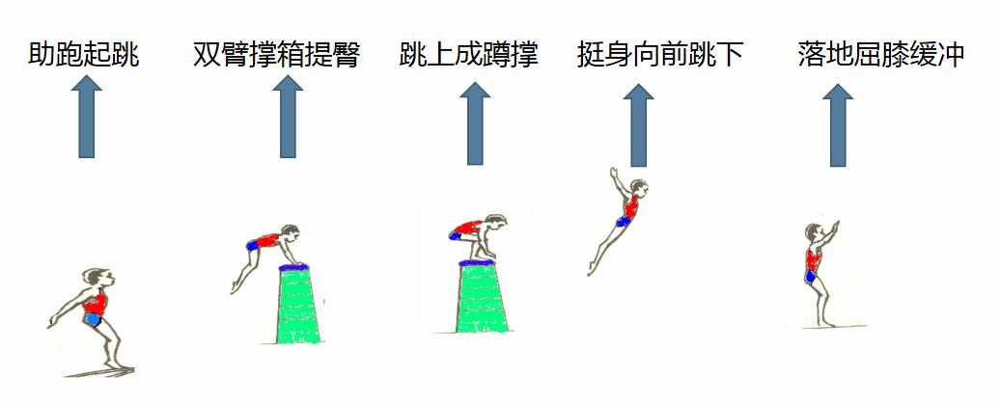 助跑起跳
双臂撑箱提臀
跳上成蹲撑
挺身向前跳下
落地屈膝缓冲